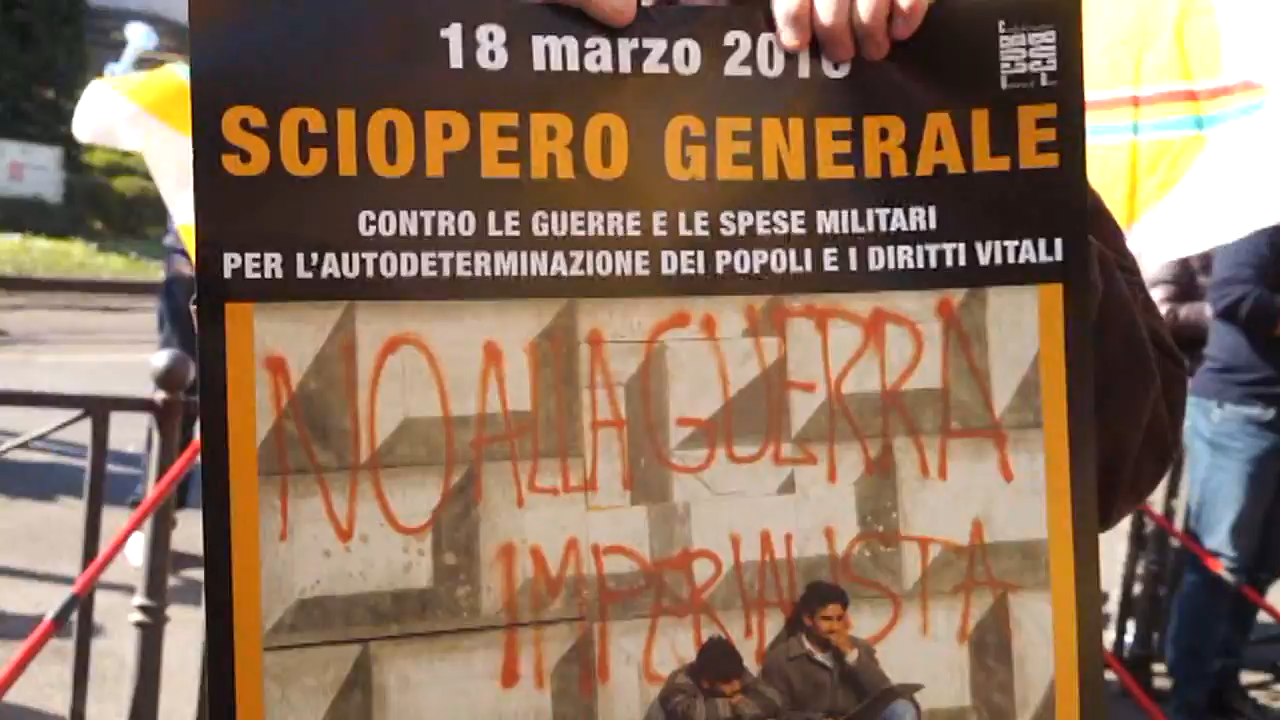 18 marzo 2016
SCIOPERO GENERALE
CONTRO LE GUERRE E LE SPESE MILITARI
PER L'AUTODETERMINAZIONE DEI POPOLI E I DIRITTI VITALI
NO ALLA GUERRA
IMPERIALISTA